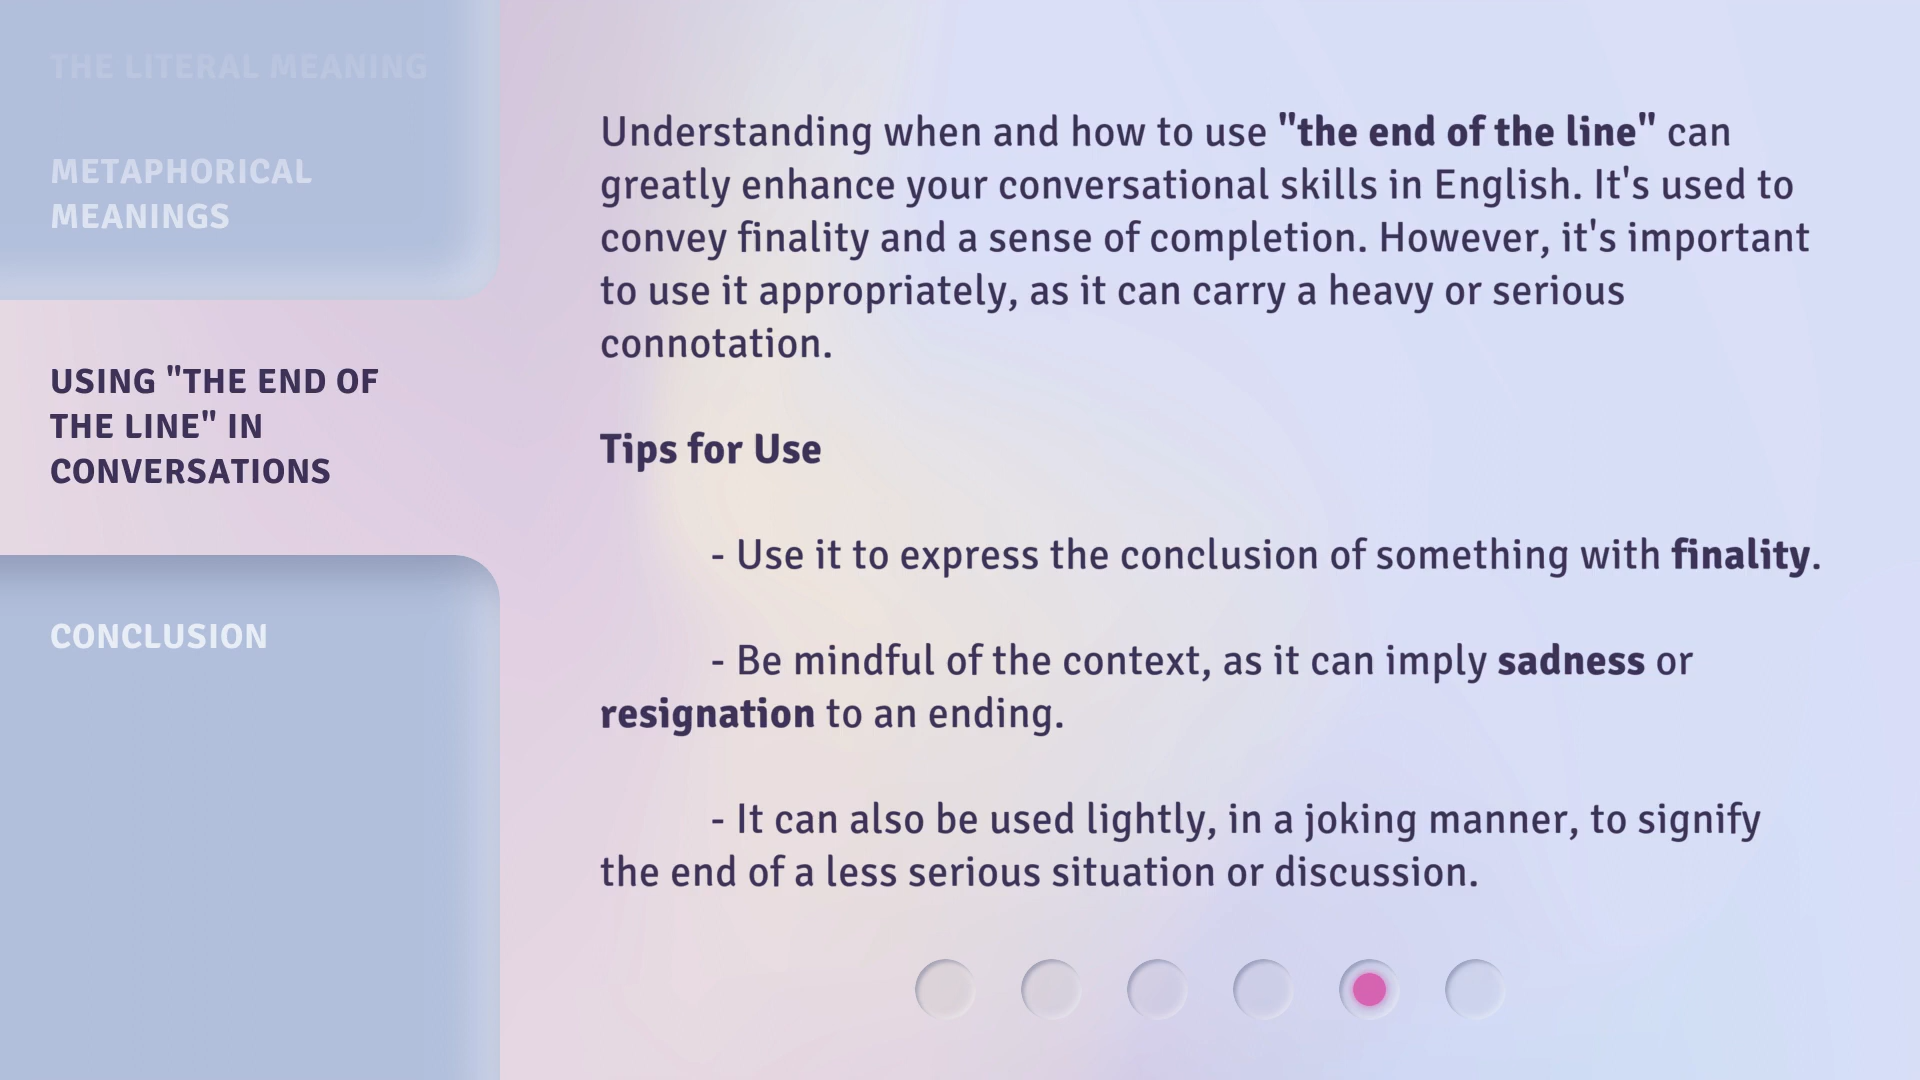 THE LITERAL MEANING
METAPHORICAL
MEANINGS
USING "THE END OF
THE LINE" IN
CONVERSATIONS
CONCLUSION
Understanding when and how to use "the end of the line" can
greatly enhance your conversational skills in English. It's used to
convey finality and a sense of completion. However, it's important
to use it appropriately, as it can carry a heavy or serious
connotation.
Tips for Use
- Use it to express the conclusion of something with finality.
- Be mindful of the context, as it can imply sadness or
resignation to an ending.
- It can also be used lightly, in a joking manner, to signify
the end of a less serious situation or discussion.